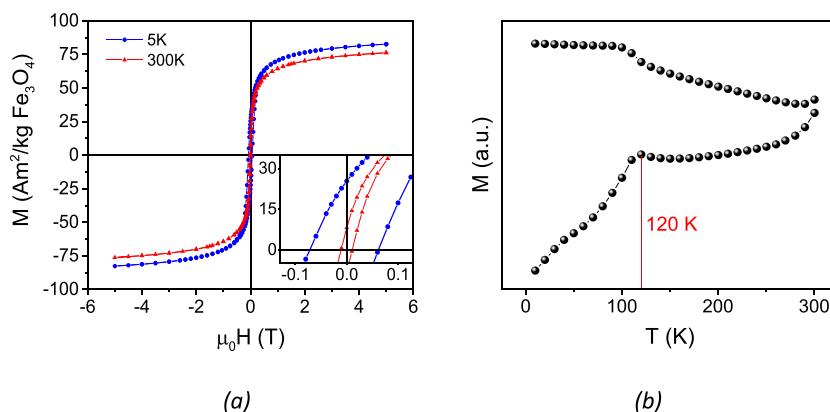 100
75
50
25
0
-25
-50
-75
-100
M (Am²/kg Fe₃O₄)
5K
300K
30
15
0
-0.1
0.0
0.1
-6
-4
-2
0
2
4
6
μ₀H (T)
(a)
M (a.u.)
120 K
0
100
200
300
T (K)
(b)